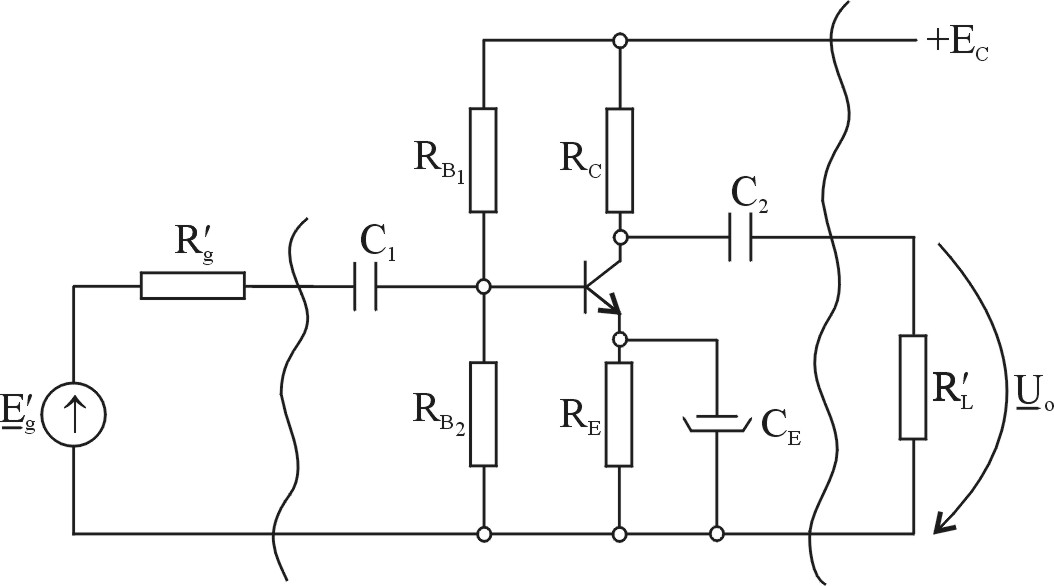 +E_C
R_B1
R_C
C_2
R′_g
C_1
E′_g
R_B2
R_E
C_E
R′_L
U_o